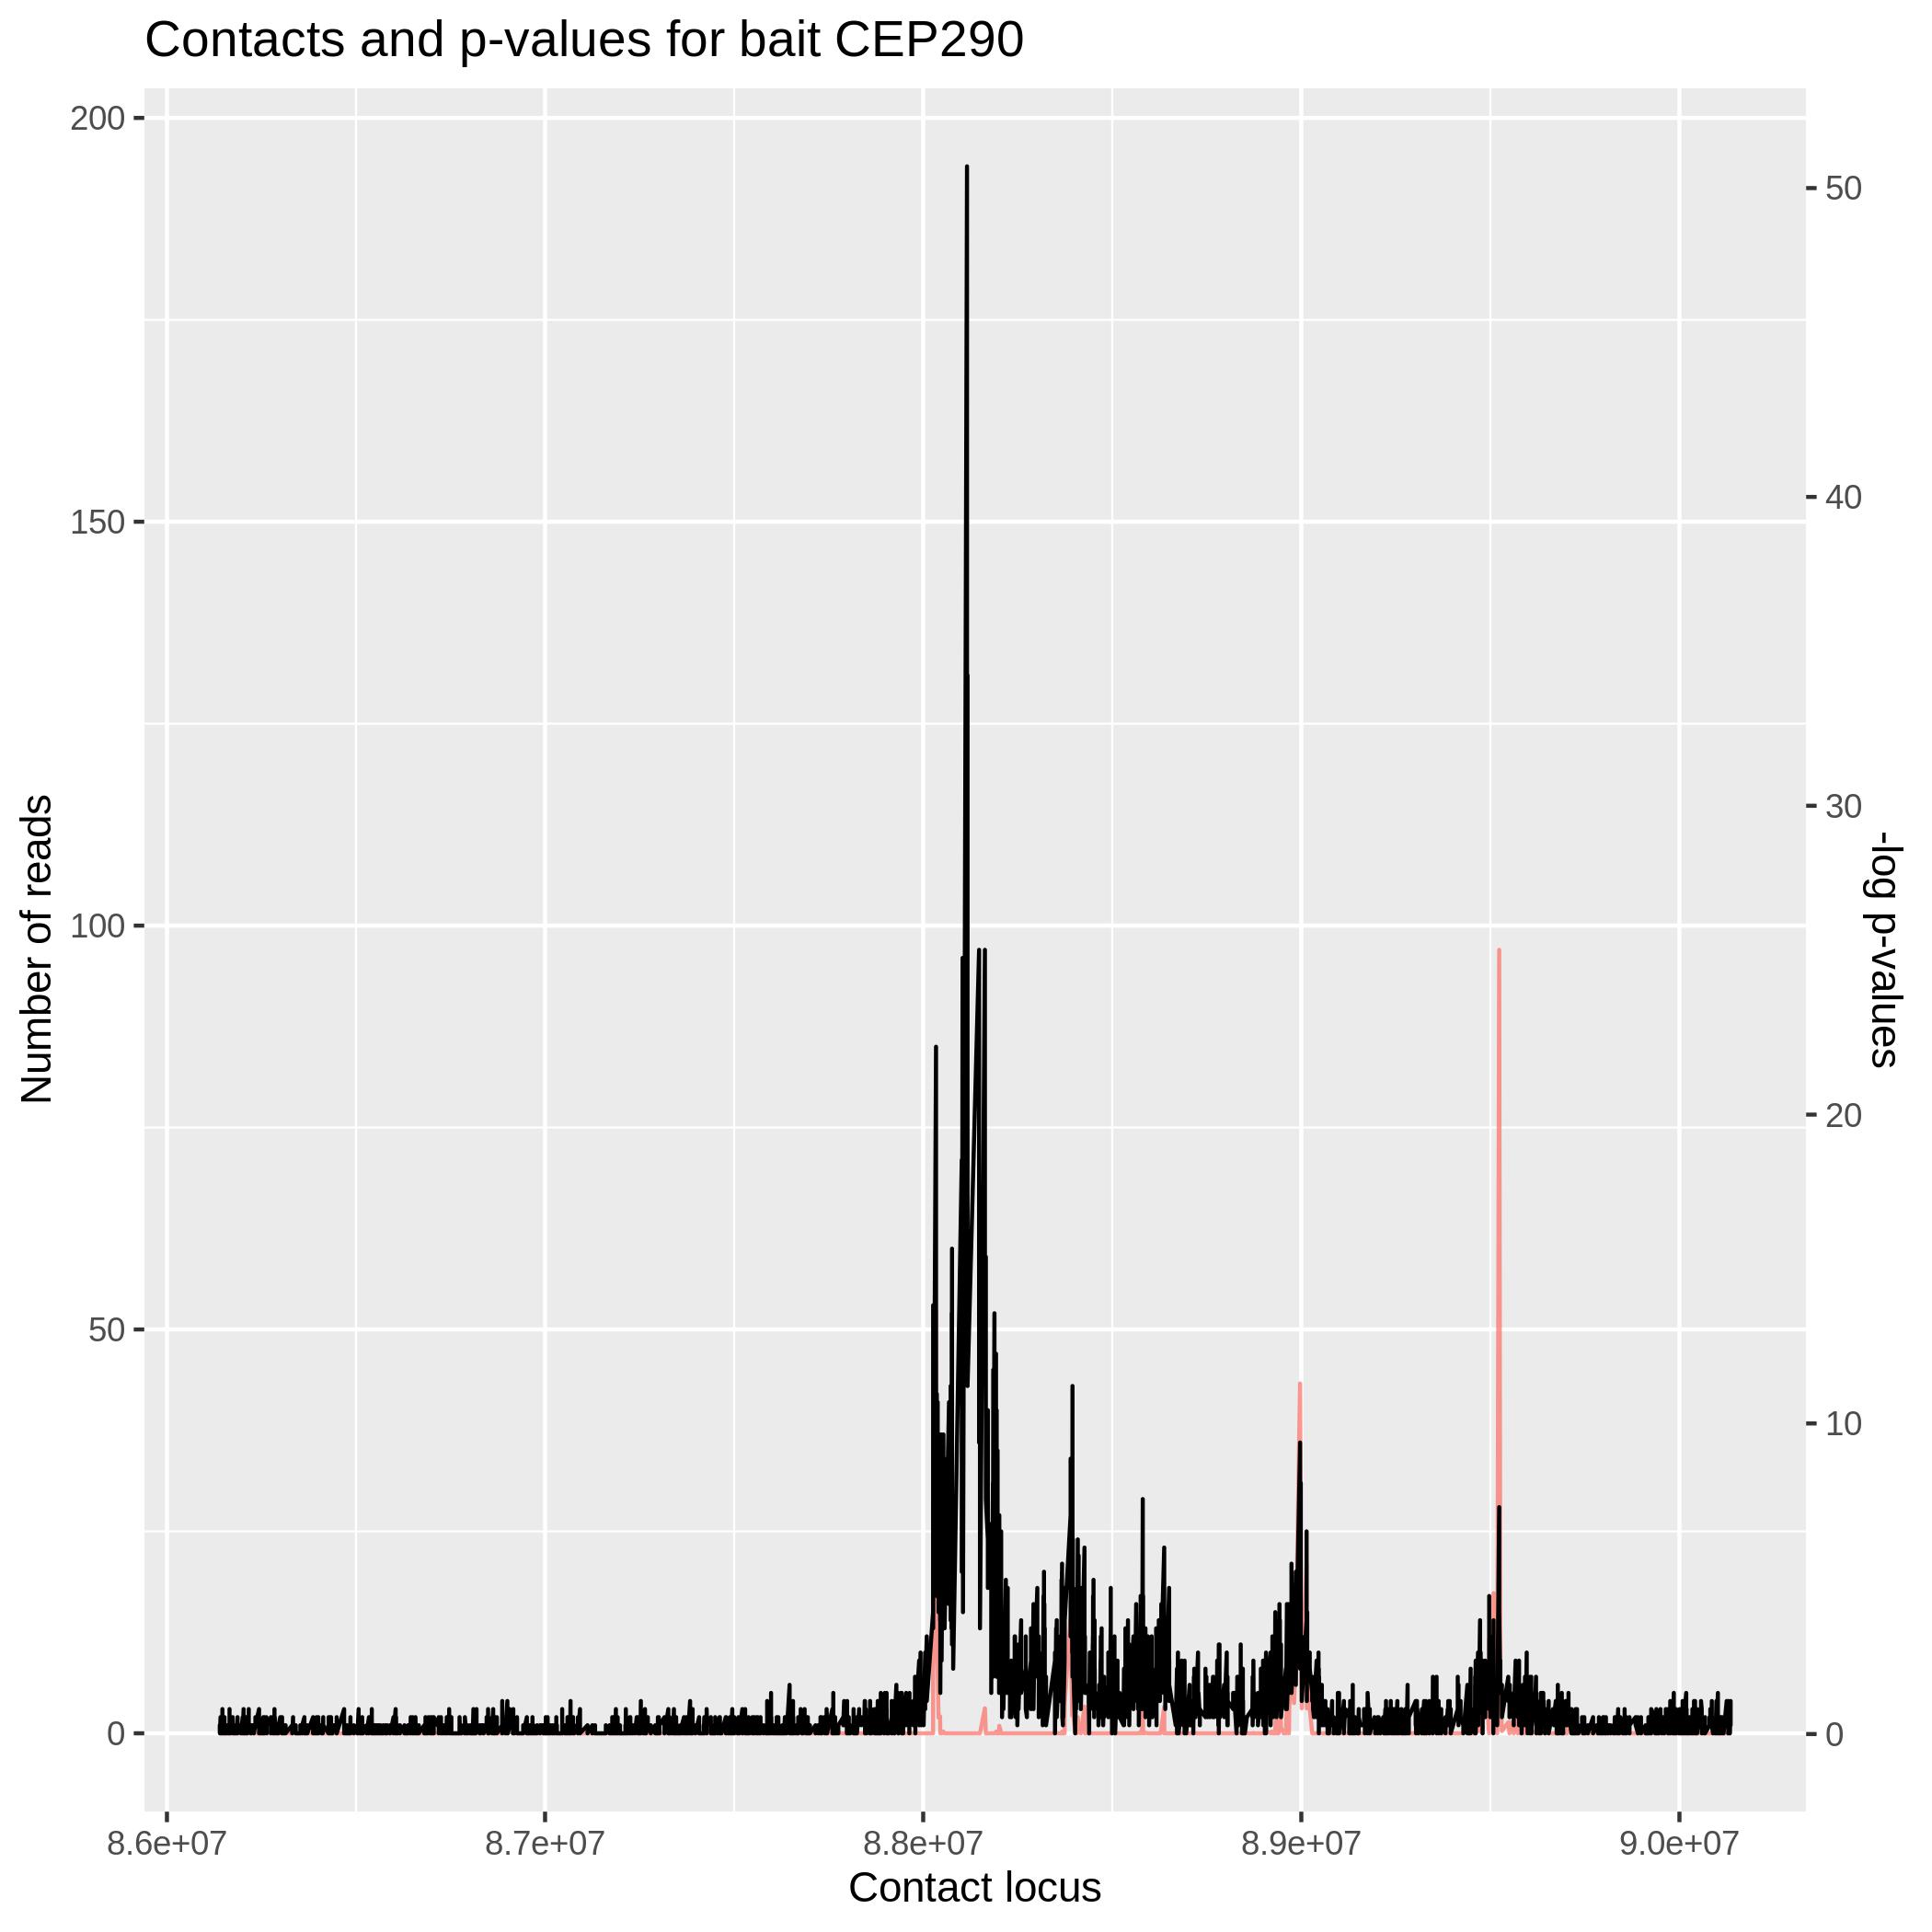 Contacts and p-values for bait CEP290
200
150
100
50
0
Number of reads
50
40
30
20
10
0
-log p-values
8.6e+07 8.7e+07 8.8e+07 8.9e+07 9.0e+07
Contact locus